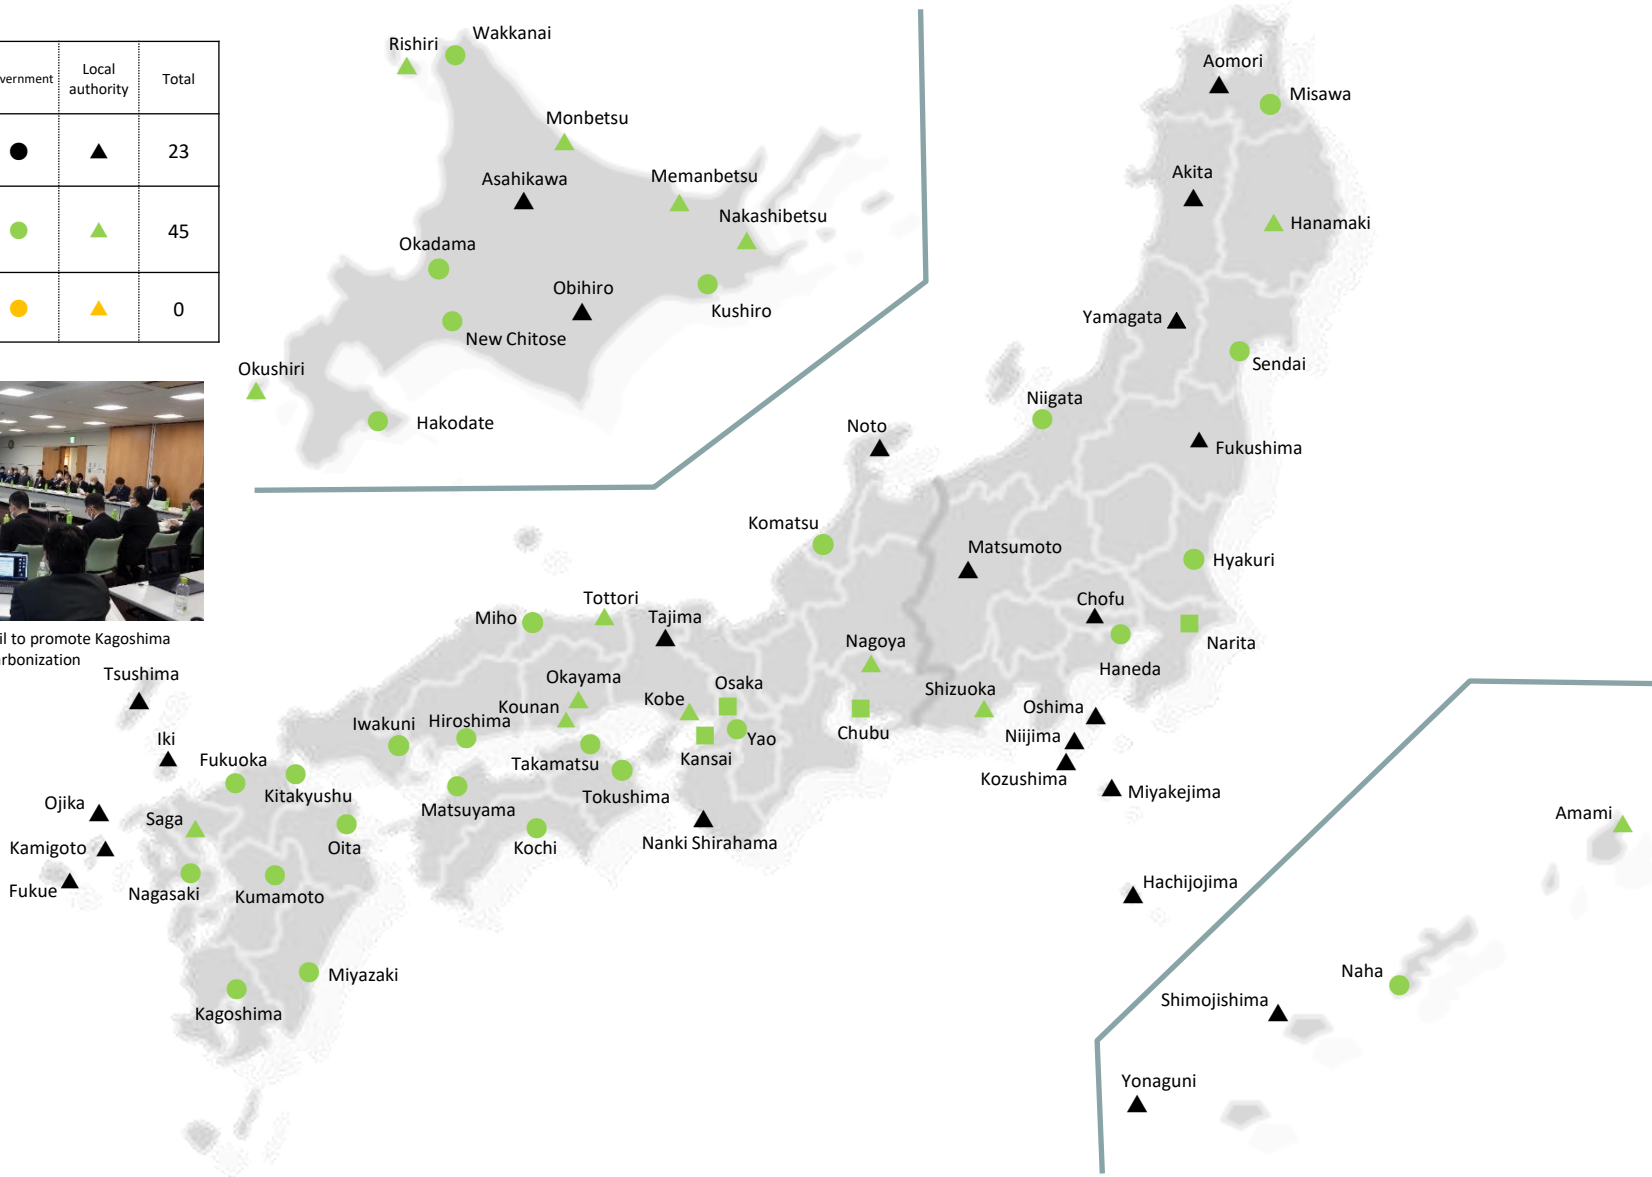 vernment
Local
authority
Total
23
45
0
il to promote Kagoshima
arbonization
Rishiri
Wakkanai
Monbetsu
Asahikawa
Memanbetsu
Nakashibetsu
Okadama
Obihiro
Kushiro
New Chitose
Okushiri
Hakodate
Aomori
Misawa
Akita
Hanamaki
Yamagata
Sendai
Niigata
Noto
Fukushima
Komatsu
Matsumoto
Hyakuri
Chofu
Narita
Haneda
Miho
Tottori
Tajima
Nagoya
Okayama
Osaka
Shizuoka
Kounan
Kobe
Oshima
Iwakuni
Hiroshima
Yao
Chubu
Niijima
Takamatsu
Kansai
Kozushima
Tsushima
Iki
Fukuoka
Kitakyushu
Matsuyama
Tokushima
Miyakejima
Ojika
Saga
Oita
Kochi
Nanki Shirahama
Kamigoto
Fukue
Nagasaki
Kumamoto
Hachijojima
Miyazaki
Kagoshima
Amami
Naha
Shimojishima
Yonaguni